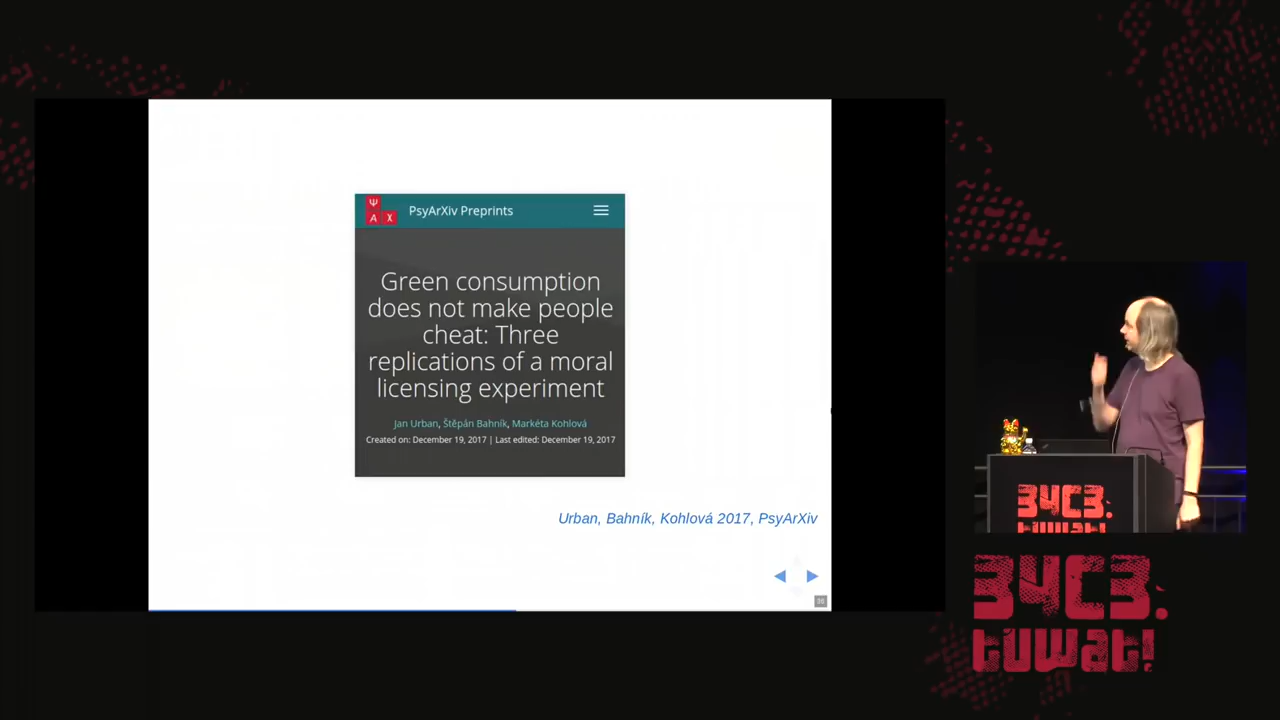 Ψ
A X
PsyArXiv Preprints
Green consumption
does not make people
cheat: Three
replications of a moral
licensing experiment
Jan Urban, Štěpán Bahník, Markéta Kohlová
Created on: December 19, 2017 | Last edited: December 19, 2017
Urban, Bahník, Kohlová 2017, PsyArXiv
34C3.
tuwat!
34C3.
tuwat!